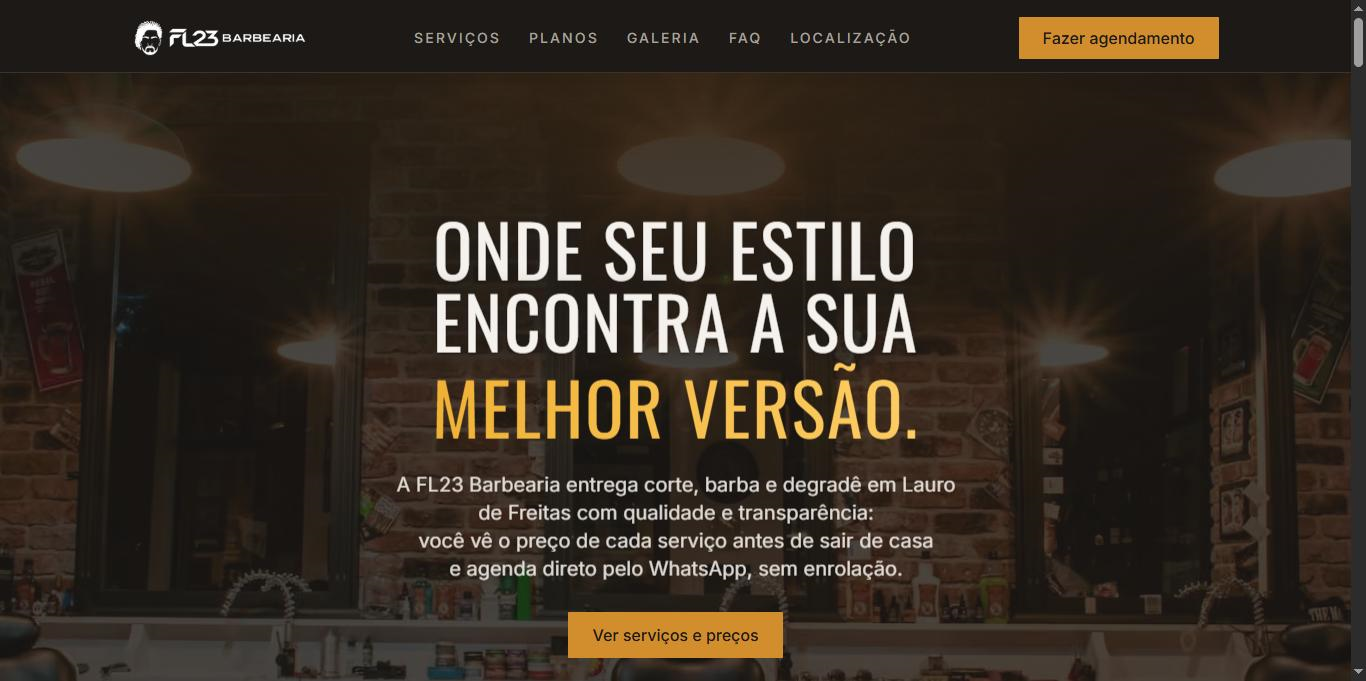 FL23 BARBEARIA
SERVIÇOS
PLANOS
GALERIA
FAQ
LOCALIZAÇÃO
Fazer agendamento
ONDE SEU ESTILO
ENCONTRA A SUA
MELHOR VERSÃO.
A FL23 Barbearia entrega corte, barba e degradê em Lauro
de Freitas com qualidade e transparência:
você vê o preço de cada serviço antes de sair de casa
e agenda direto pelo WhatsApp, sem enrolação.
Ver serviços e preços